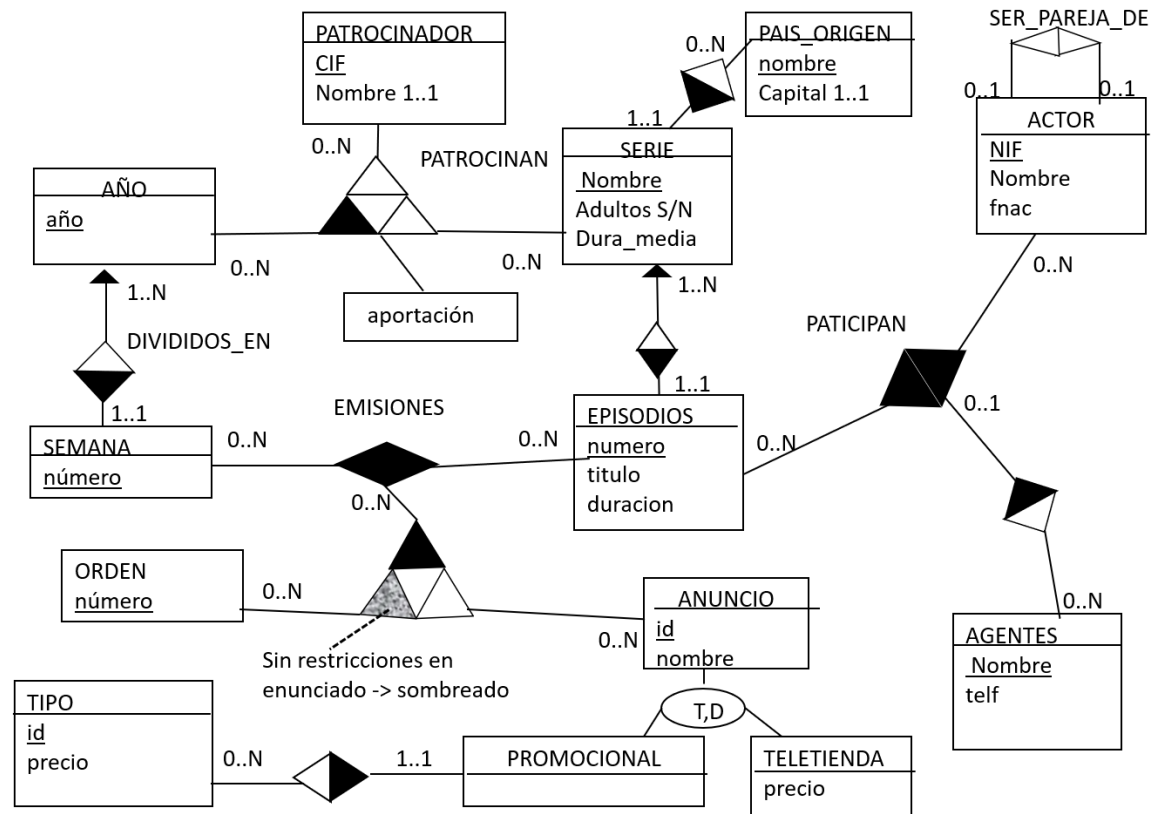 SER_PAREJA_DE
PATROCINADOR
CIF
Nombre 1..1
0..N
PAIS_ORIGEN
nombre
Capital 1..1
0..1
0..1
ACTOR
NIF
Nombre
fnac
0..N
PATROCINAN
1..1
SERIE
Nombre
Adultos S/N
Dura_media
AÑO
año
0..N
0..N
0..N
1..N
aportación
1..N
DIVIDIDOS_EN
PATICIPAN
1..1
EMISIONES
1..1
0..1
SEMANA
número
0..N
0..N
EPISODIOS
numero
titulo
duracion
0..N
0..N
ORDEN
número
0..N
ANUNCIO
id
nombre
0..N
0..N
AGENTES
Nombre
telf
Sin restricciones en
enunciado -> sombreado
TIPO
id
precio
T,D
0..N
1..1
PROMOCIONAL
TELETIENDA
precio